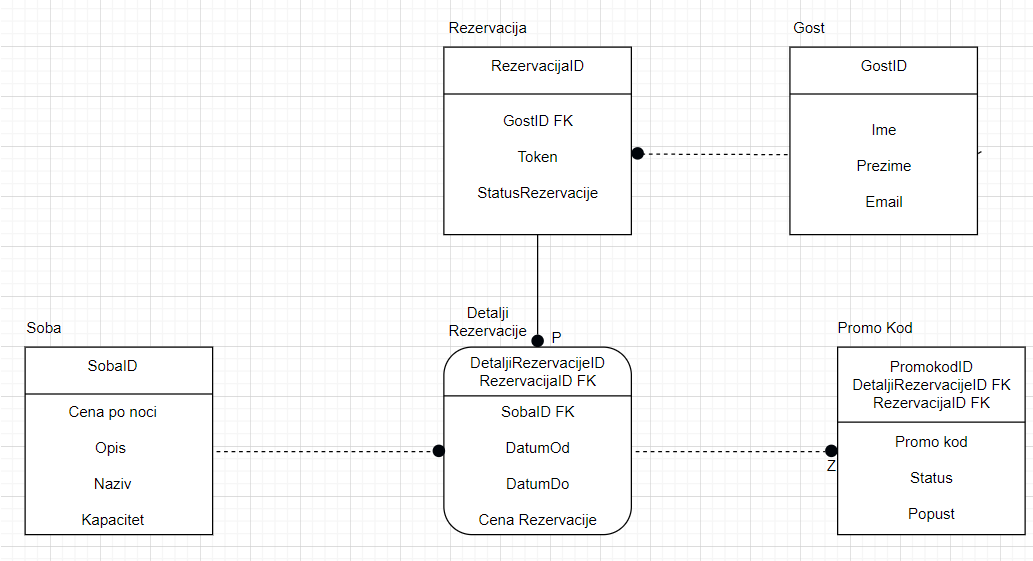 Rezervacija
RezervacijaID
GostID FK
Token
StatusRezervacije
Gost
GostID
Ime
Prezime
Email
Soba
SobaID
Cena po noci
Opis
Naziv
Kapacitet
Detalji
Rezervacije
P
DetaljiRezervacijeID
RezervacijaID FK
SobaID FK
DatumOd
DatumDo
Cena Rezervacije
Promo Kod
Z
PromokodID
DetaljiRezervacijeID FK
RezervacijaID FK
Promo kod
Status
Popust